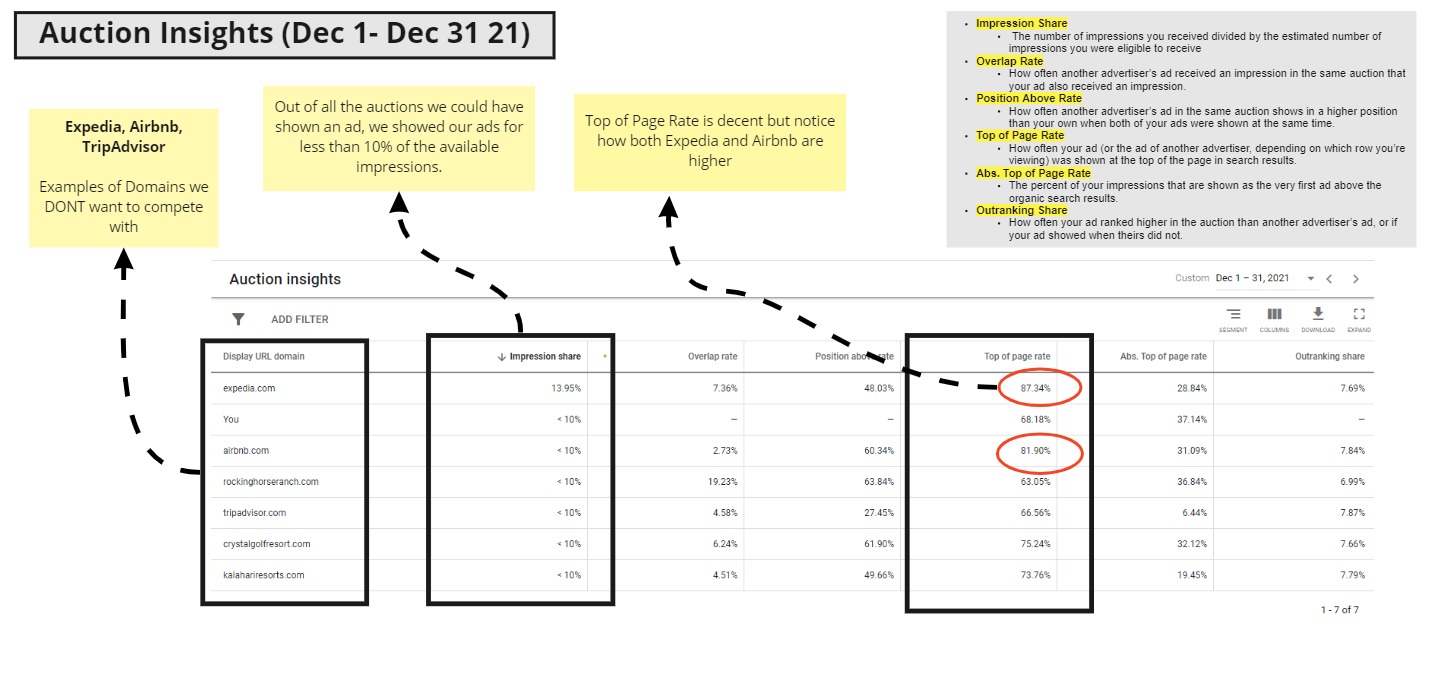 Auction Insights (Dec 1- Dec 31 21)
Impression Share
The number of impressions you received divided by the estimated number of
impressions you were eligible to receive
Overlap Rate
How often another advertiser's ad received an impression in the same auction that
your ad also received an impression.
Position Above Rate
How often another advertiser's ad in the same auction shows in a higher position
than your own when both of your ads were shown at the same time.
Top of Page Rate
How often your ad (or the ad of another advertiser, depending on which row you're
viewing) was shown at the top of the page in search results.
Abs. Top of Page Rate
The percent of your impressions that are shown as the very first ad above the
organic search results.
Outranking Share
How often your ad ranked higher in the auction than another advertiser's ad, or if
your ad showed when theirs did not.
Expedia, Airbnb,
TripAdvisor
Examples of Domains we
DONT want to compete
with
Out of all the auctions we could have
shown an ad, we showed our ads for
less than 10% of the available
impressions.
Top of Page Rate is decent but notice
how both Expedia and Airbnb are
higher
Auction insights
Custom Dec 1 – 31, 2021
ADD FILTER
SEGMENT COLUMNS DOWNLOAD EXPAND
Display URL domain Impression share Overlap rate Position above rate Top of page rate Abs. Top of page rate Outranking share
expedia.com 13.95% 7.36% 48.03% 87.34% 28.84% 7.69%
You < 10% – – 68.18% 37.14% –
airbnb.com < 10% 2.73% 60.34% 81.90% 31.09% 7.84%
rockinghorseranch.com < 10% 19.23% 63.84% 63.05% 36.84% 6.99%
tripadvisor.com < 10% 4.58% 27.45% 66.56% 6.44% 7.87%
crystalgolfresort.com < 10% 6.24% 61.90% 75.24% 32.12% 7.66%
kalahariresorts.com < 10% 4.51% 49.66% 73.76% 19.45% 7.79%
1 - 7 of 7